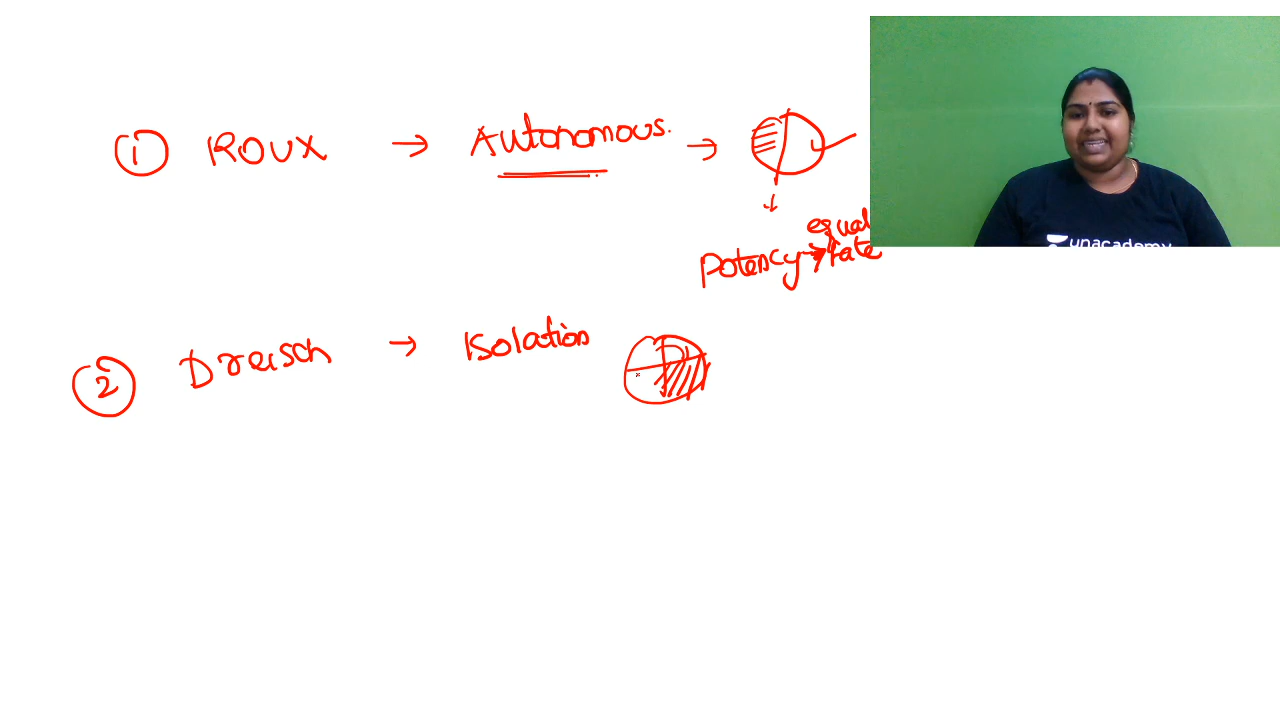 1 ROUX → Autonomous. →
unacademy
equal
Potency → fate
2 Dreisch → Isolation